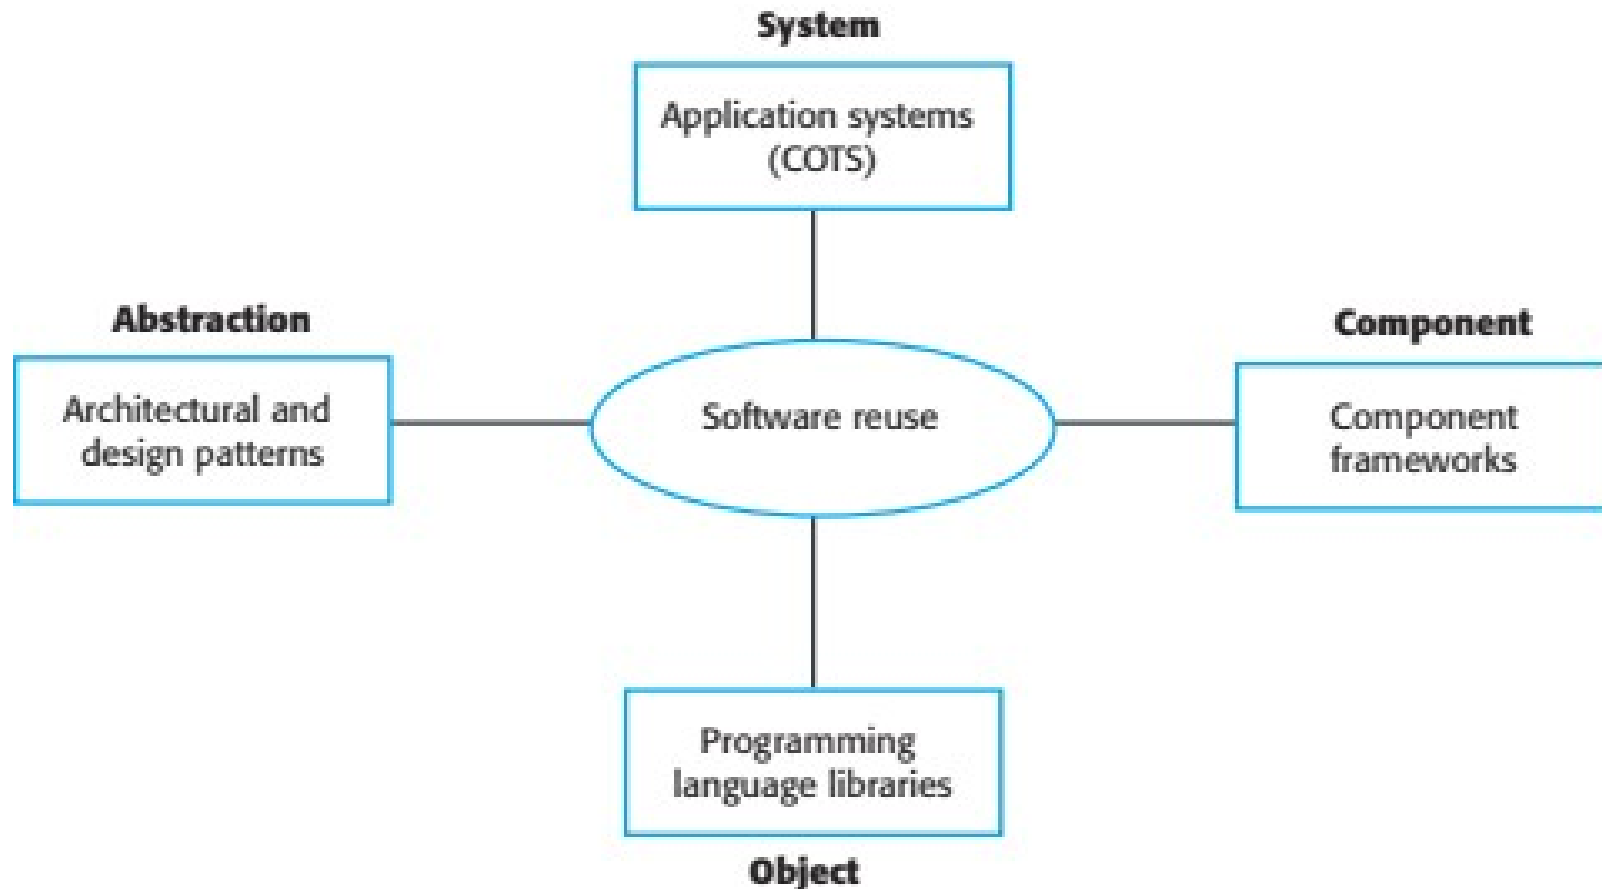 System
Application systems
(COTS)
Abstraction
Architectural and
design patterns
Software reuse
Component
Component
frameworks
Programming
language libraries
Object